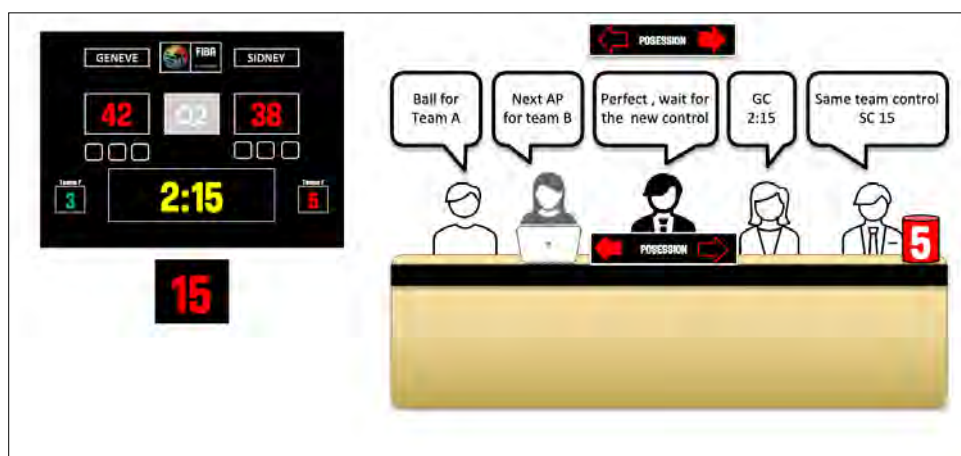 POSESSION
GENEVE
FIBA
SiDNEY
42
Q2
38
3
2:15
5
15
Ball for
Team A
Next AP
for team B
Perfect , wait for
the new control
GC
2:15
Same team control
SC 15
POSESSION
5